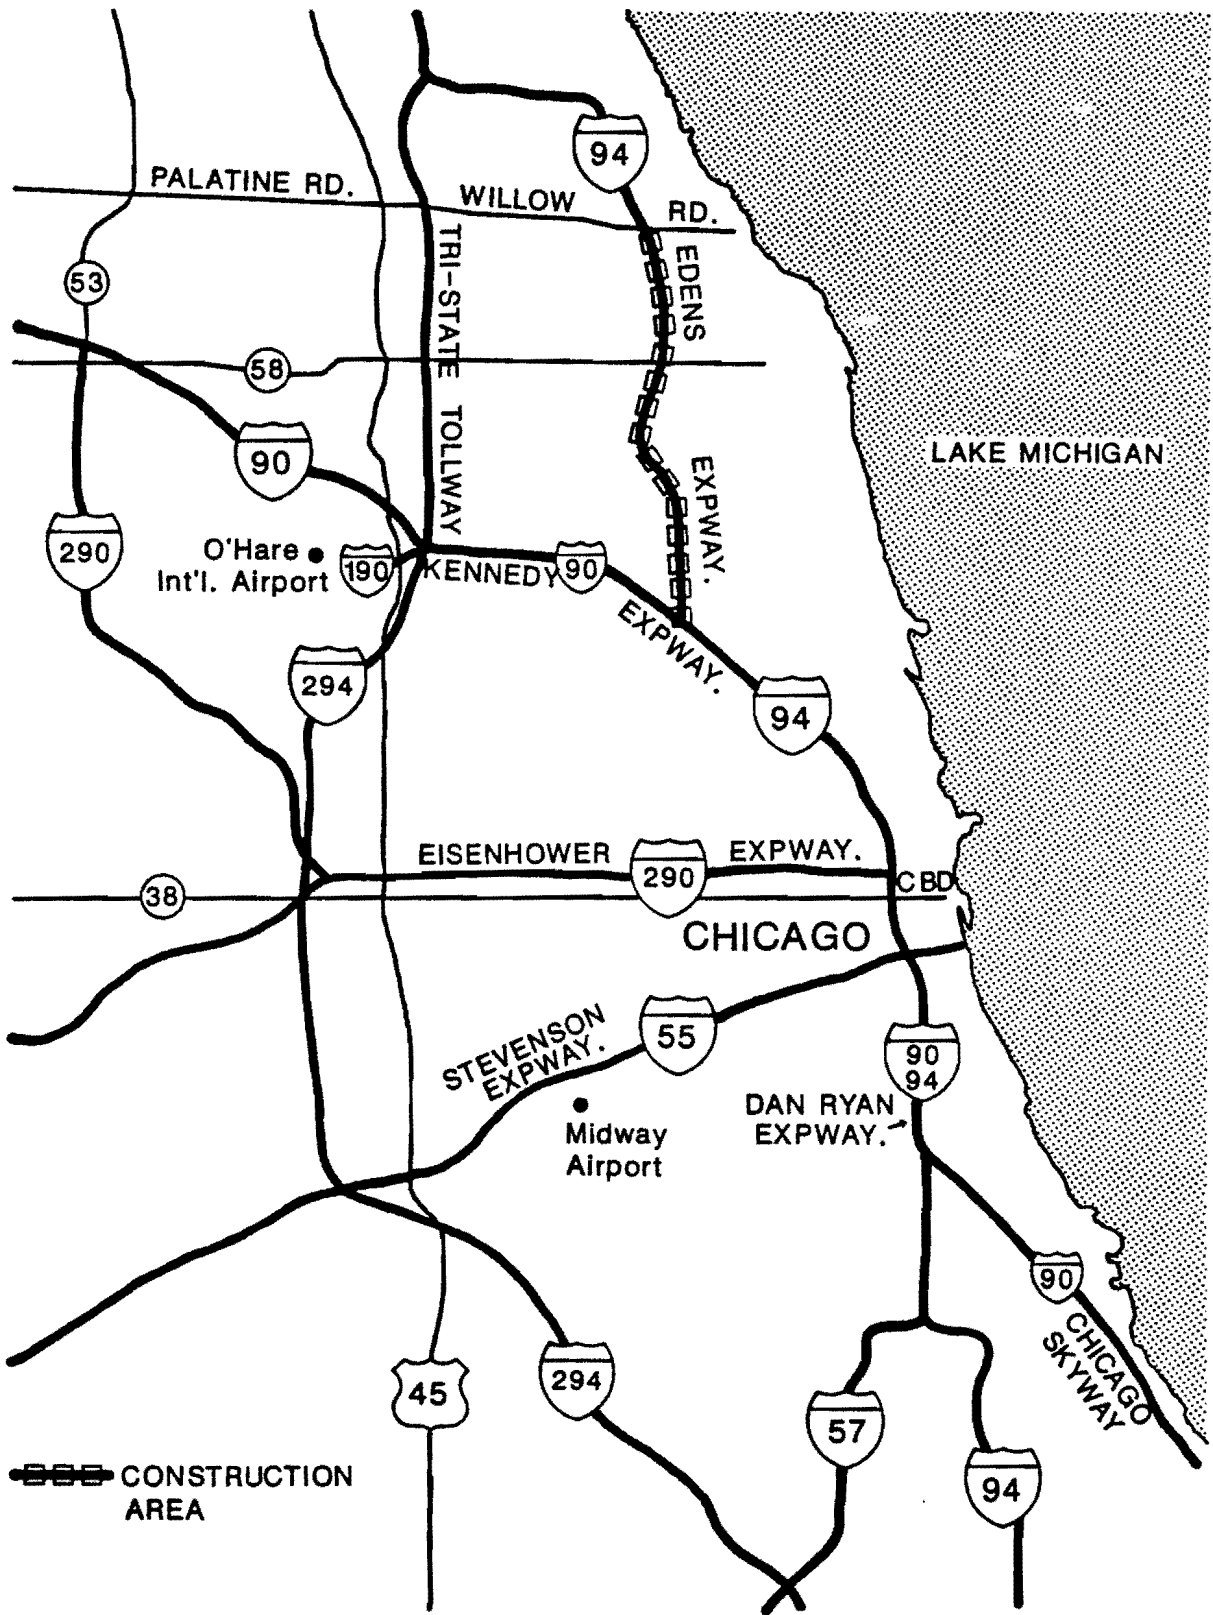 94
PALATINE RD.
WILLOW
RD.
TRI-STATE TOLLWAY
EDENS
EXPWAY.
53
58
90
LAKE MICHIGAN
290
O'Hare
Int'l. Airport
190
KENNEDY
90
EXPWAY.
294
94
EISENHOWER
290
EXPWAY.
CBD
38
CHICAGO
STEVENSON
EXPWAY.
55
90
94
DAN RYAN
EXPWAY.
Midway
Airport
90
CHICAGO
SKYWAY
45
294
57
94
CONSTRUCTION
AREA